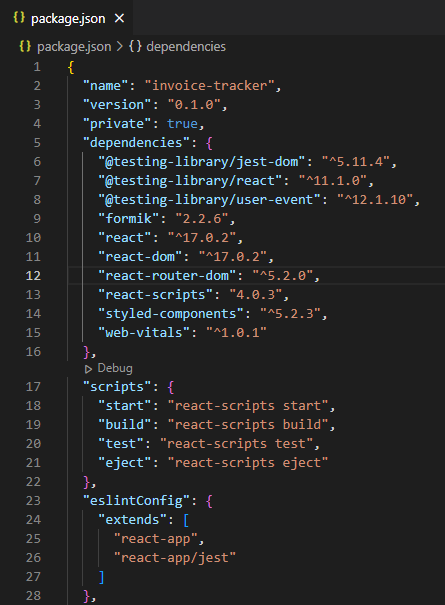 {} package.json ×
{} package.json > {} dependencies
1 {
2 "name": "invoice-tracker",
3 "version": "0.1.0",
4 "private": true,
5 "dependencies": {
6 "@testing-library/jest-dom": "^5.11.4",
7 "@testing-library/react": "^11.1.0",
8 "@testing-library/user-event": "^12.1.10",
9 "formik": "2.2.6",
10 "react": "^17.0.2",
11 "react-dom": "^17.0.2",
12 "react-router-dom": "^5.2.0",
13 "react-scripts": "4.0.3",
14 "styled-components": "^5.2.3",
15 "web-vitals": "^1.0.1"
16 },
Debug
17 "scripts": {
18 "start": "react-scripts start",
19 "build": "react-scripts build",
20 "test": "react-scripts test",
21 "eject": "react-scripts eject"
22 },
23 "eslintConfig": {
24 "extends": [
25 "react-app",
26 "react-app/jest"
27 ]
28 },